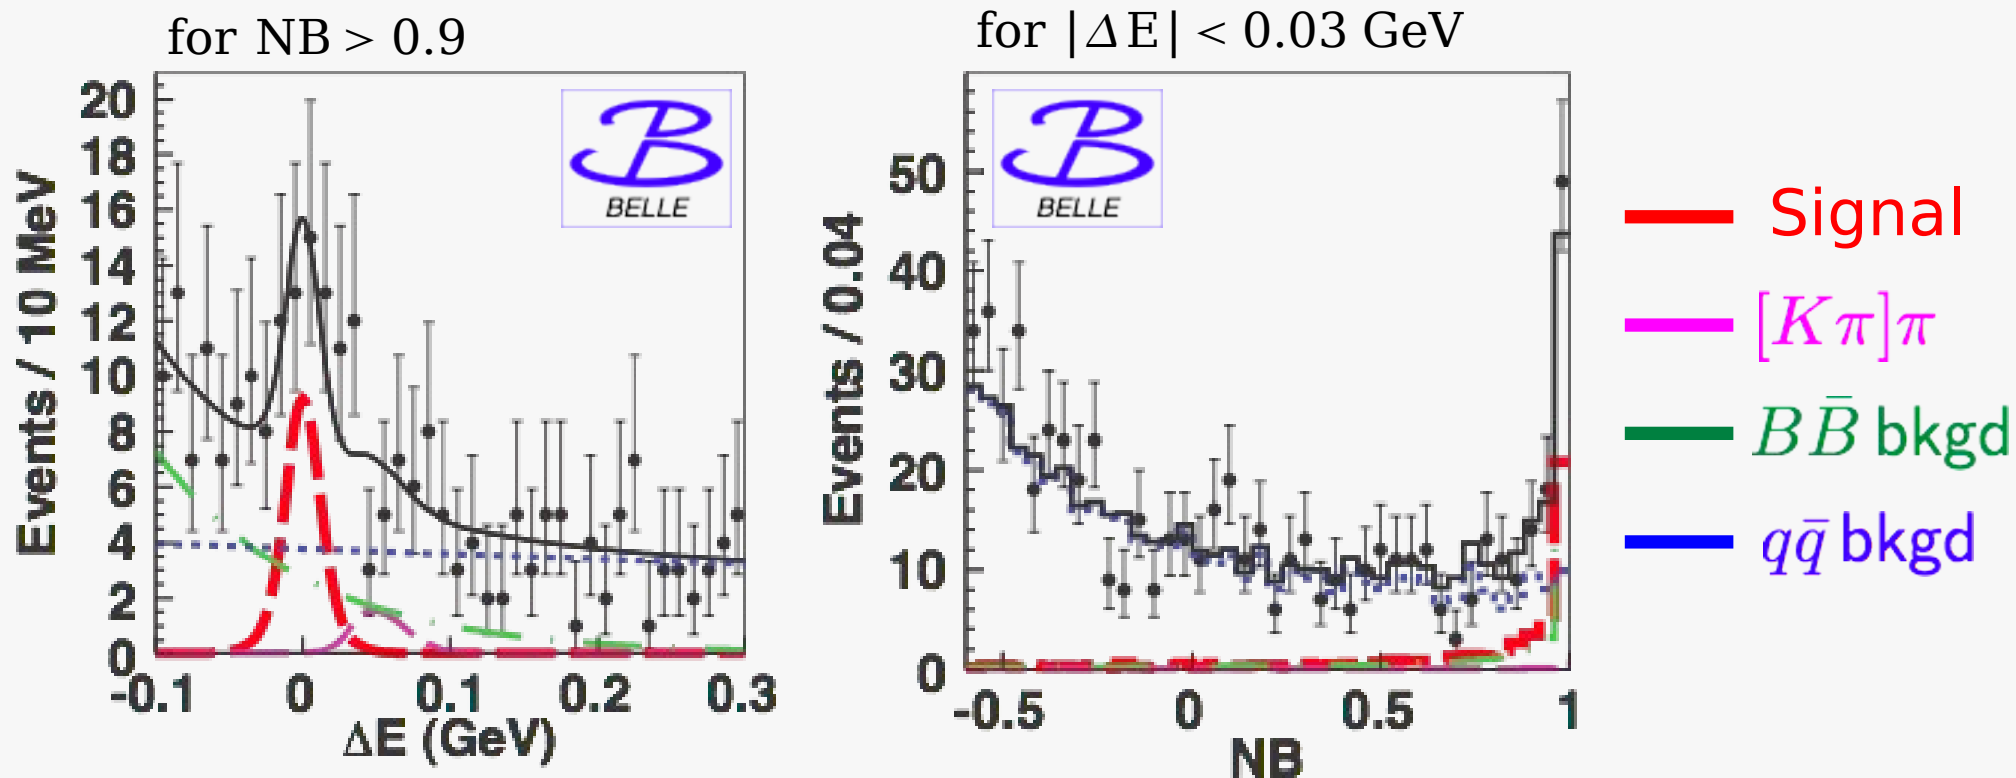 for NB > 0.9
20
18
16
14
12
10
8
6
4
2
0
-0.1 0 0.1 0.2 0.3
Events / 10 MeV
ΔE (GeV)
BELLE
for |ΔE| < 0.03 GeV
50
40
30
20
10
0
-0.5 0 0.5 1
Events / 0.04
NB
BELLE
Signal
[Kπ]π
BB̄ bkgd
qq̄ bkgd